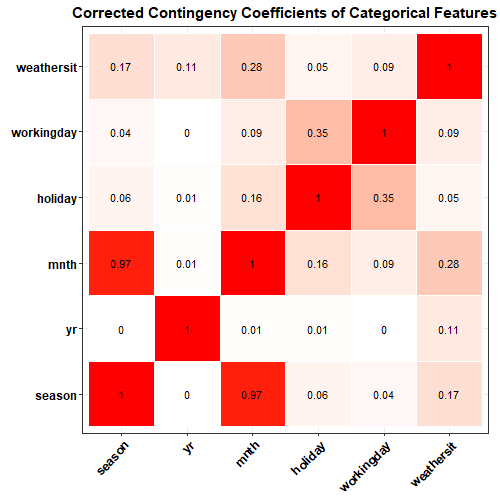 Corrected Contingency Coefficients of Categorical Features
weathersit 0.17 0.11 0.28 0.05 0.09 1
workingday 0.04 0 0.09 0.35 1 0.09
holiday 0.06 0.01 0.16 1 0.35 0.05
mnth 0.97 0.01 1 0.16 0.09 0.28
yr 0 1 0.01 0.01 0 0.11
season 1 0 0.97 0.06 0.04 0.17
season yr mnth holiday workingday weathersit